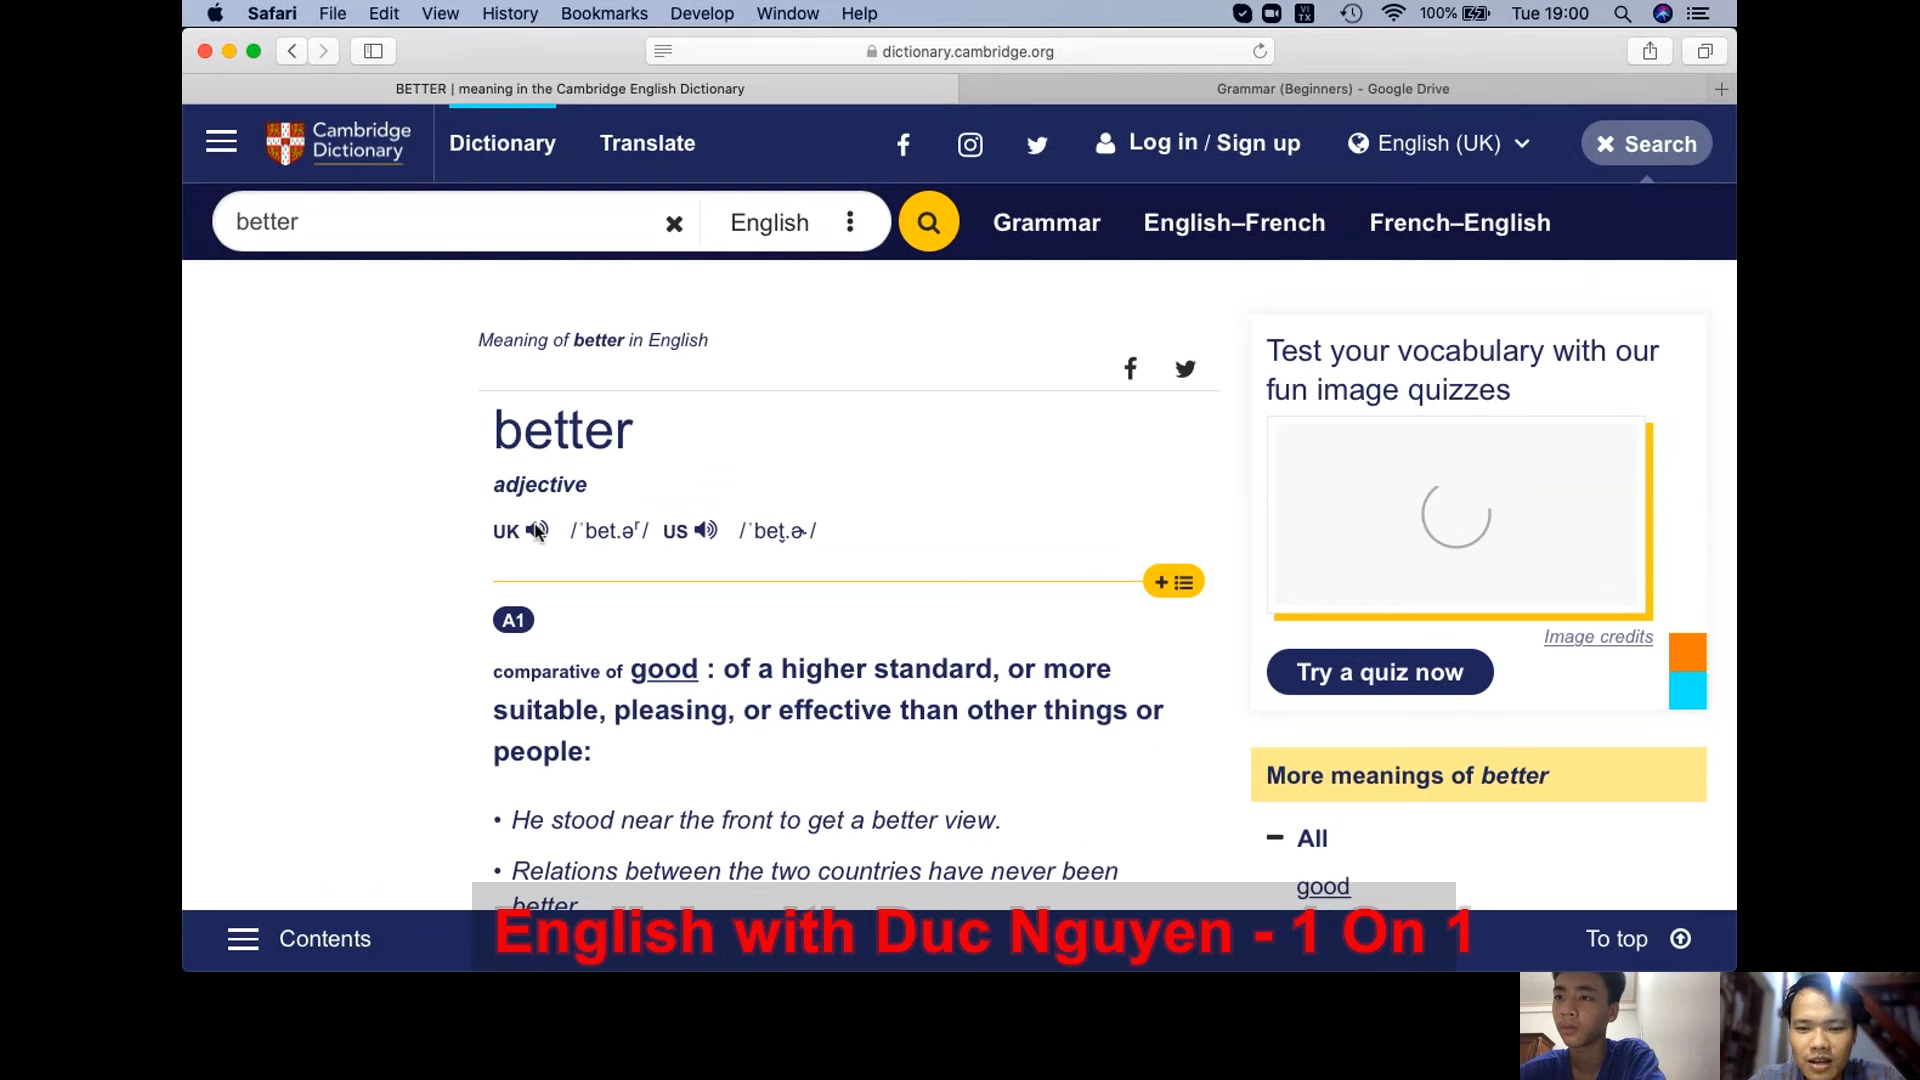 Safari File Edit View History Bookmarks Develop Window Help VI TX 100% Tue 19:00
dictionary.cambridge.org
BETTER | meaning in the Cambridge English Dictionary
Grammar (Beginners) - Google Drive
Cambridge
Dictionary
Dictionary Translate
Log in / Sign up
English (UK)
Search
better
English
Grammar English–French French–English
Meaning of better in English
better
adjective
UK /ˈbet.əʳ/ US /ˈbet̬.ɚ/
A1
comparative of good : of a higher standard, or more
suitable, pleasing, or effective than other things or
people:
• He stood near the front to get a better view.
• Relations between the two countries have never been
better
Test your vocabulary with our
fun image quizzes
Image credits
Try a quiz now
More meanings of better
All
good
Contents
English with Duc Nguyen - 1 On 1
To top